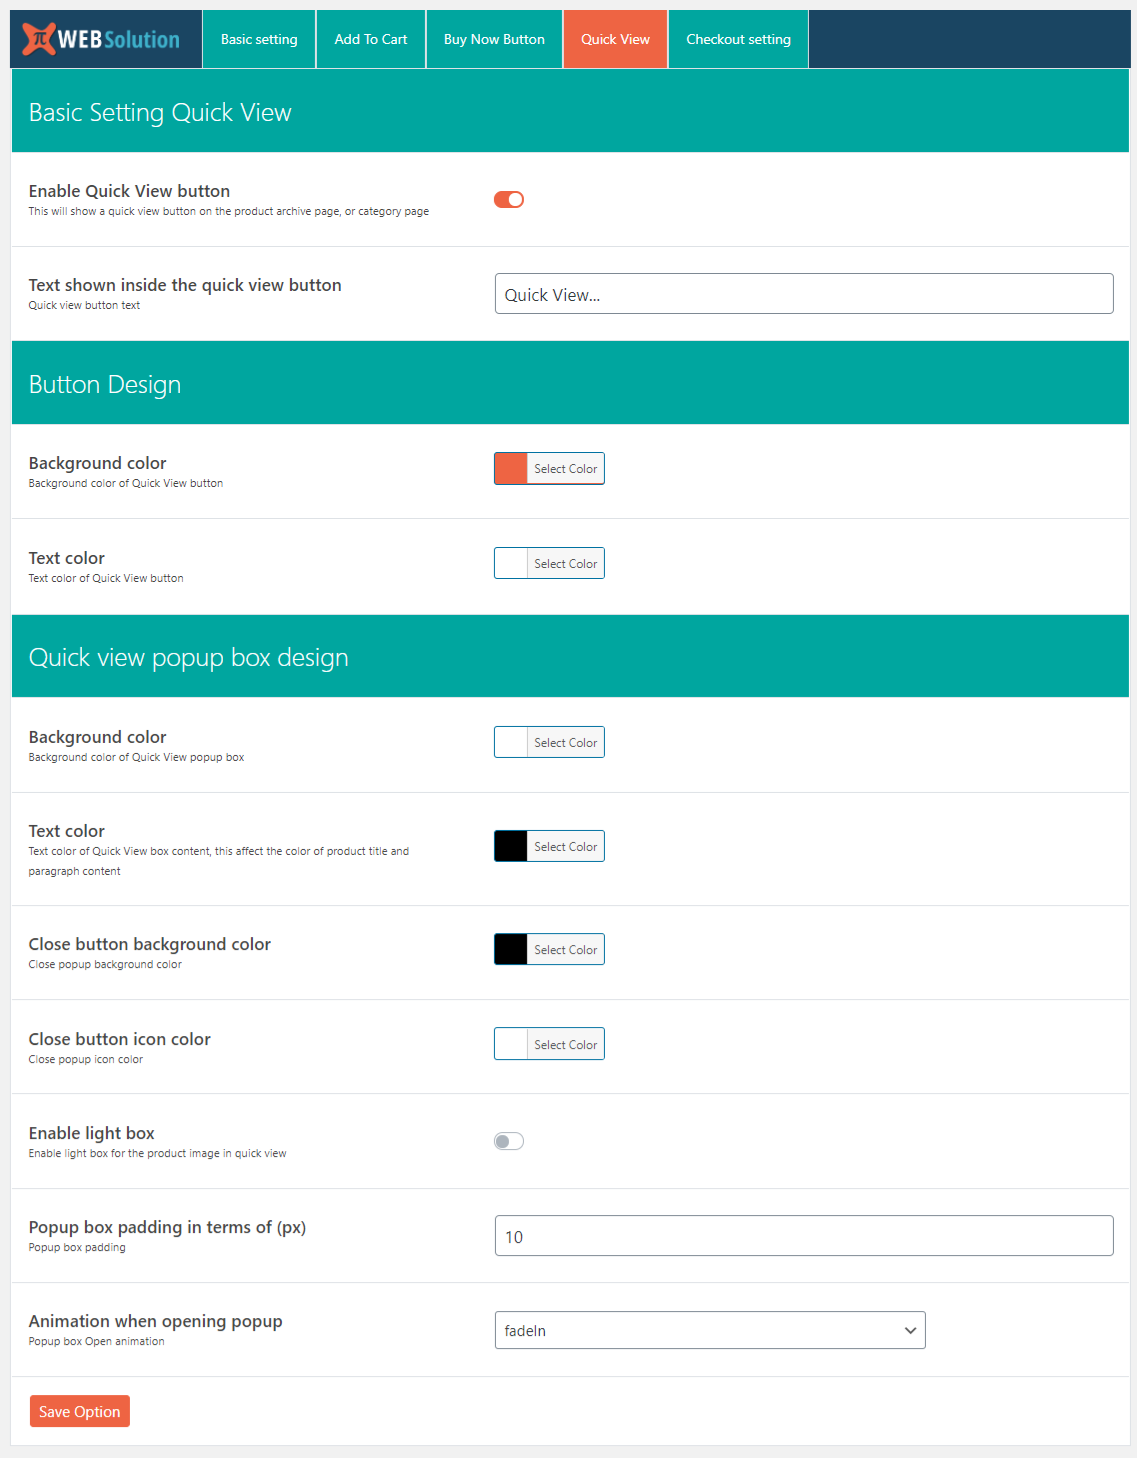 π WEBSolution
Basic setting
Add To Cart
Buy Now Button
Quick View
Checkout setting
Basic Setting Quick View
Enable Quick View button
This will show a quick view button on the product archive page, or category page
Text shown inside the quick view button
Quick view button text
Quick View...
Button Design
Background color
Background color of Quick View button
Select Color
Text color
Text color of Quick View button
Select Color
Quick view popup box design
Background color
Background color of Quick View popup box
Select Color
Text color
Text color of Quick View box content, this affect the color of product title and
paragraph content
Select Color
Close button background color
Close popup background color
Select Color
Close button icon color
Close popup icon color
Select Color
Enable light box
Enable light box for the product image in quick view
Popup box padding in terms of (px)
Popup box padding
10
Animation when opening popup
Popup box Open animation
fadeIn
Save Option